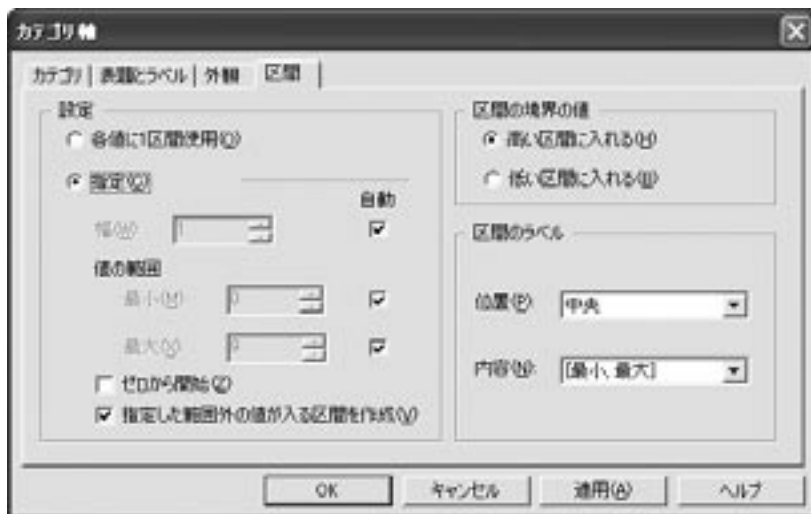 カテゴリ軸
カテゴリ 表題とラベル 外観 区間
設定
各値に1区間使用(O)
指定(C)
自動
幅(W) 1
値の範囲
最小(M) 0
最大(X)
ゼロから開始(Z)
指定した範囲外の値が入る区間を作成(V)
区間の境界の値
高い区間に入れる(H)
低い区間に入れる
区間のラベル
位置(P): 中央
内容(N): [最小、最大]
OK キャンセル 適用(A) ヘルプ